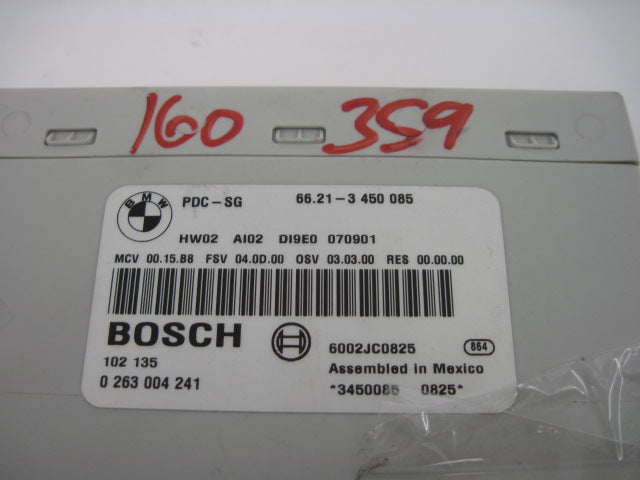 160 359
BMW PDC-SG 66.21-3 450 085
HW02 AI02 DI9E0 070901
MCV 00.15.B8 FSV 04.0D.00 OSV 03.03.00 RES 00.00.00
BOSCH 6002JC0825 864
102 135 Assembled in Mexico
0 263 004 241 *3450085 0825*